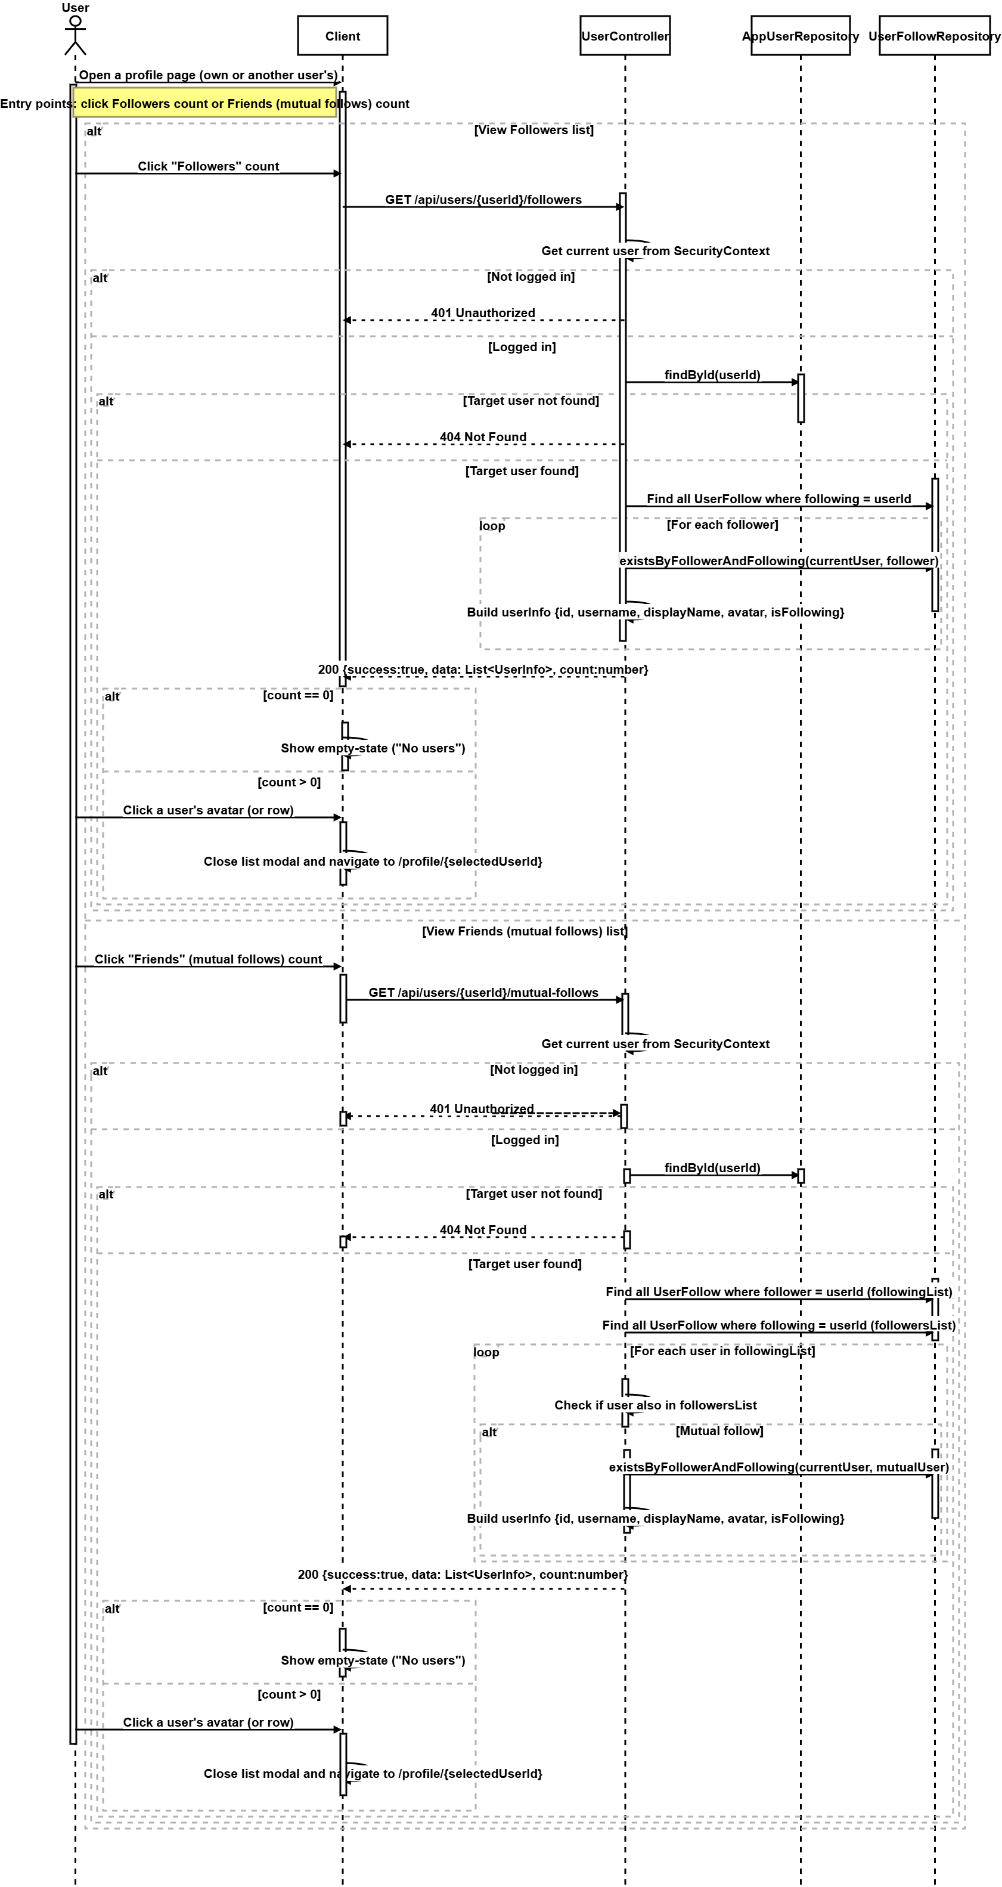 User
Client
UserController
AppUserRepository
UserFollowRepository
Open a profile page (own or another user's)
Entry points: click Followers count or Friends (mutual follows) count
alt
[View Followers list]
Click "Followers" count
GET /api/users/{userId}/followers
Get current user from SecurityContext
alt
[Not logged in]
401 Unauthorized
[Logged in]
findById(userId)
alt
[Target user not found]
404 Not Found
[Target user found]
Find all UserFollow where following = userId
loop
[For each follower]
existsByFollowerAndFollowing(currentUser, follower)
Build userInfo {id, username, displayName, avatar, isFollowing}
200 {success:true, data: List<UserInfo>, count:number}
alt
[count == 0]
Show empty-state ("No users")
[count > 0]
Click a user's avatar (or row)
Close list modal and navigate to /profile/{selectedUserId}
[View Friends (mutual follows) list]
Click "Friends" (mutual follows) count
GET /api/users/{userId}/mutual-follows
Get current user from SecurityContext
alt
[Not logged in]
401 Unauthorized
[Logged in]
findById(userId)
alt
[Target user not found]
404 Not Found
[Target user found]
Find all UserFollow where follower = userId (followingList)
Find all UserFollow where following = userId (followersList)
loop
[For each user in followingList]
Check if user also in followersList
alt
[Mutual follow]
existsByFollowerAndFollowing(currentUser, mutualUser)
Build userInfo {id, username, displayName, avatar, isFollowing}
200 {success:true, data: List<UserInfo>, count:number}
alt
[count == 0]
Show empty-state ("No users")
[count > 0]
Click a user's avatar (or row)
Close list modal and navigate to /profile/{selectedUserId}